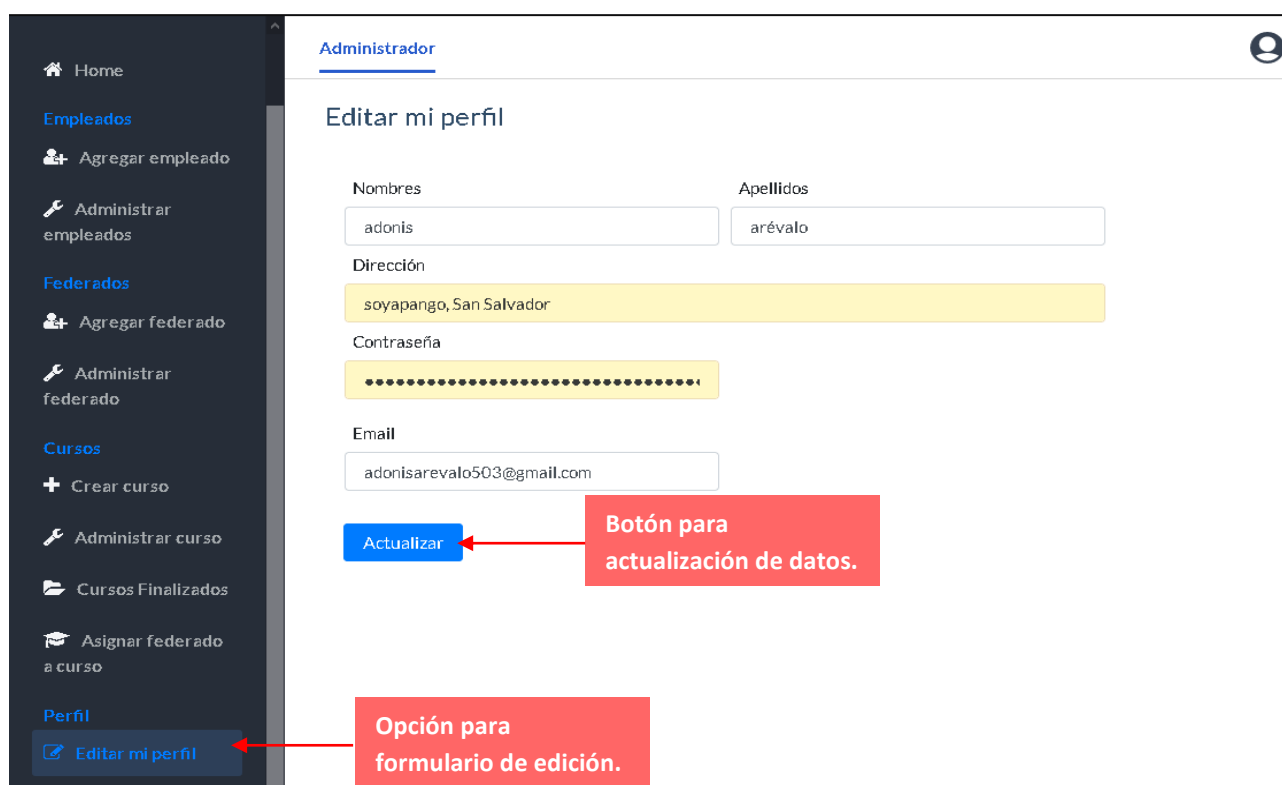 Home
Empleados
Agregar empleado
Administrar
empleados
Federados
Agregar federado
Administrar
federado
Cursos
Crear curso
Administrar curso
Cursos Finalizados
Asignar federado
a curso
Perfil
Editar mi perfil
Administrador
Editar mi perfil
Nombres
Apellidos
adonis
arévalo
Dirección
soyapango, San Salvador
Contraseña
Email
adonisarevalo503@gmail.com
Actualizar
Botón para
actualización de datos.
Opción para
formulario de edición.